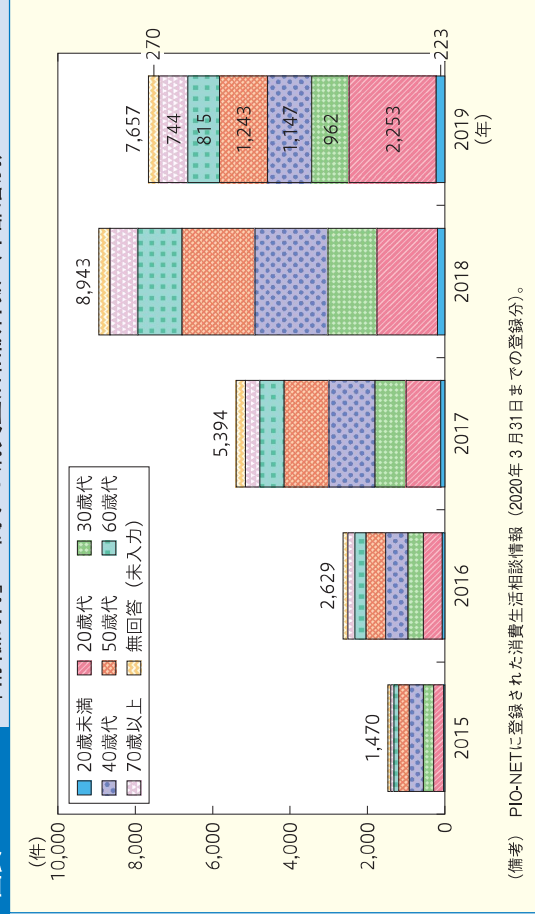 (件)
10,000
8,000
6,000
4,000
2,000
0
20歳未満 20歳代 30歳代
40歳代 50歳代 60歳代
70歳以上 無回答（未入力）
1,470
2,629
5,394
8,943
7,657
270
744
815
1,243
1,147
962
2,253
223
2015 2016 2017 2018 2019
(年)
（備考） PIO-NETに登録された消費生活相談情報（2020年３月31日までの登録分）。